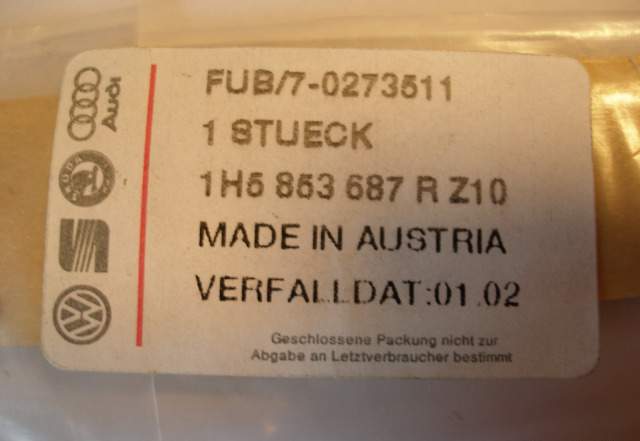 Audi
SKODA
FUB/7-0273511
1 STUECK
1H5 853 687 R Z10
MADE IN AUSTRIA
VERFALLDAT:01.02
Geschlossene Packung nicht zur
Abgabe an Letztverbraucher bestimmt